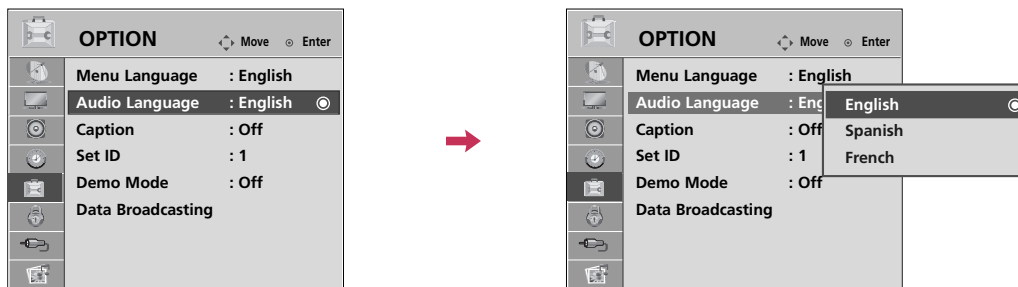 OPTION Move Enter
Menu Language : English
Audio Language : English
Caption : Off
Set ID : 1
Demo Mode : Off
Data Broadcasting
OPTION Move Enter
Menu Language : English
Audio Language : Eng
Caption : Off
Set ID : 1
Demo Mode : Off
Data Broadcasting
English
Spanish
French